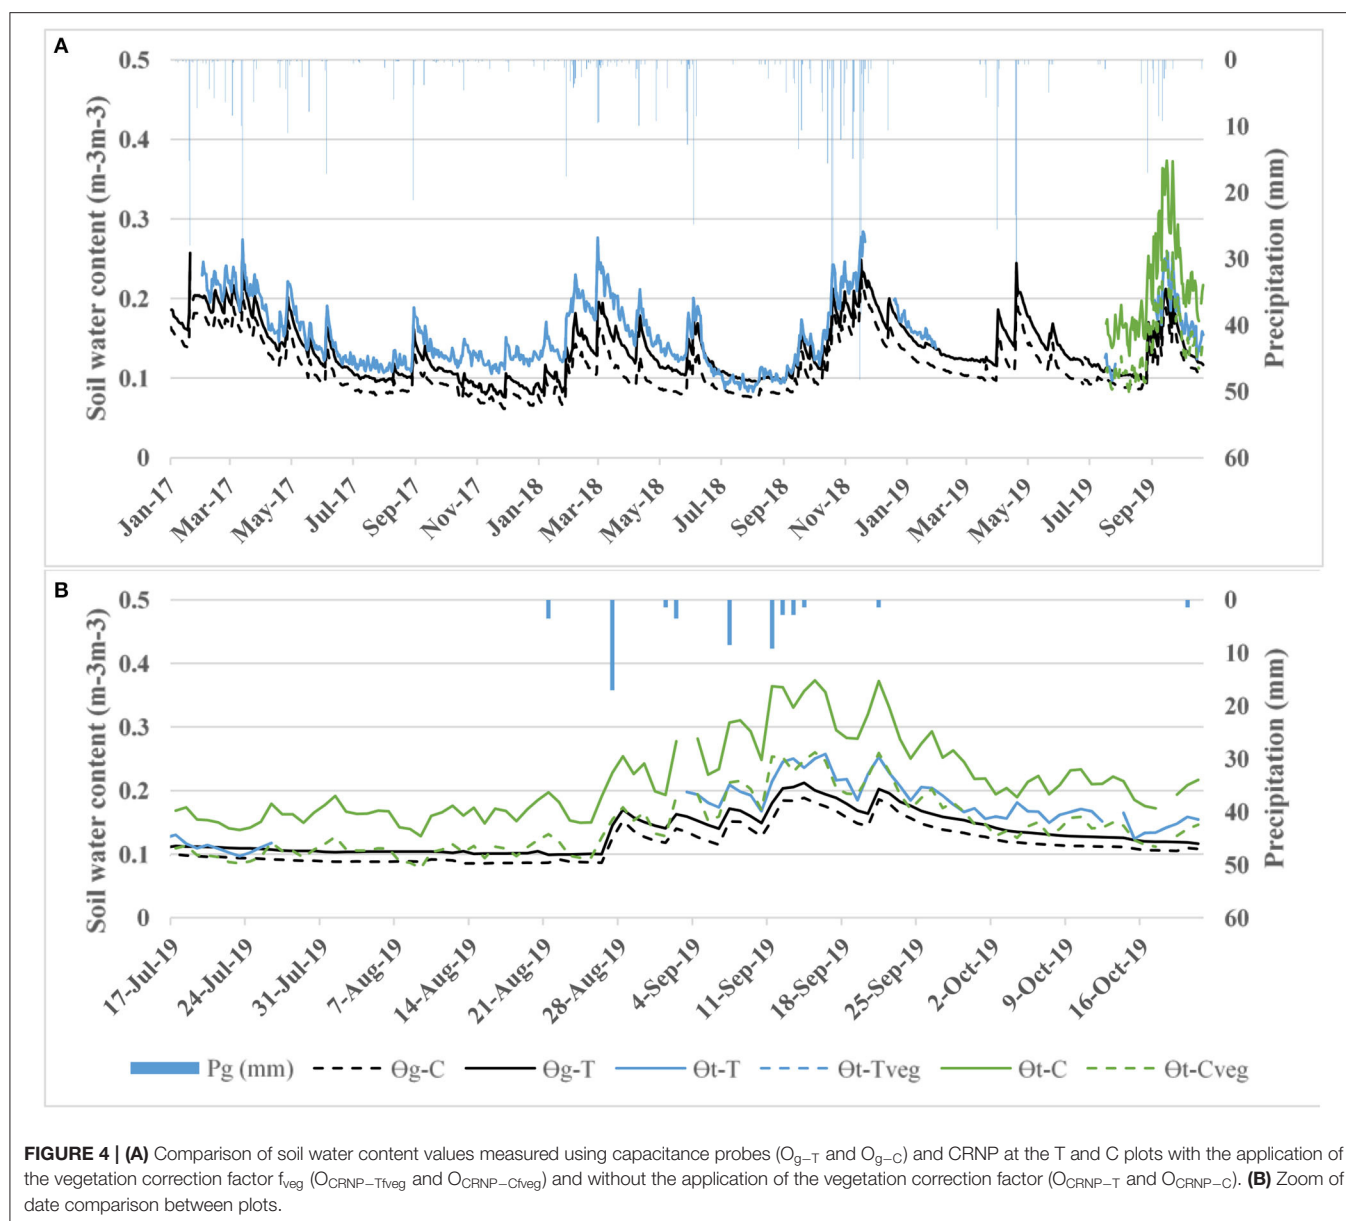 A
0.5
0.4
0.3
0.2
0.1
0
Soil water content (m-3m-3)
0
10
20
30
40
50
60
Precipitation (mm)
Jan-17
Mar-17
May-17
Jul-17
Sep-17
Nov-17
Jan-18
Mar-18
May-18
Jul-18
Sep-18
Nov-18
Jan-19
Mar-19
May-19
Jul-19
Sep-19
B
0.5
0.4
0.3
0.2
0.1
0
Soil water content (m-3m-3)
0
10
20
30
40
50
60
Precipitation (mm)
17-Jul-19
24-Jul-19
31-Jul-19
7-Aug-19
14-Aug-19
21-Aug-19
28-Aug-19
4-Sep-19
11-Sep-19
18-Sep-19
25-Sep-19
2-Oct-19
9-Oct-19
16-Oct-19
Pg (mm) ϴg-C ϴg-T ϴt-T ϴt-Tveg ϴt-C ϴt-Cveg
FIGURE 4 | (A) Comparison of soil water content values measured using capacitance probes (Og−T and Og−C) and CRNP at the T and C plots with the application of
the vegetation correction factor fveg (OCRNP−Tfveg and OCRNP−Cfveg) and without the application of the vegetation correction factor (OCRNP−T and OCRNP−C). (B) Zoom of
date comparison between plots.